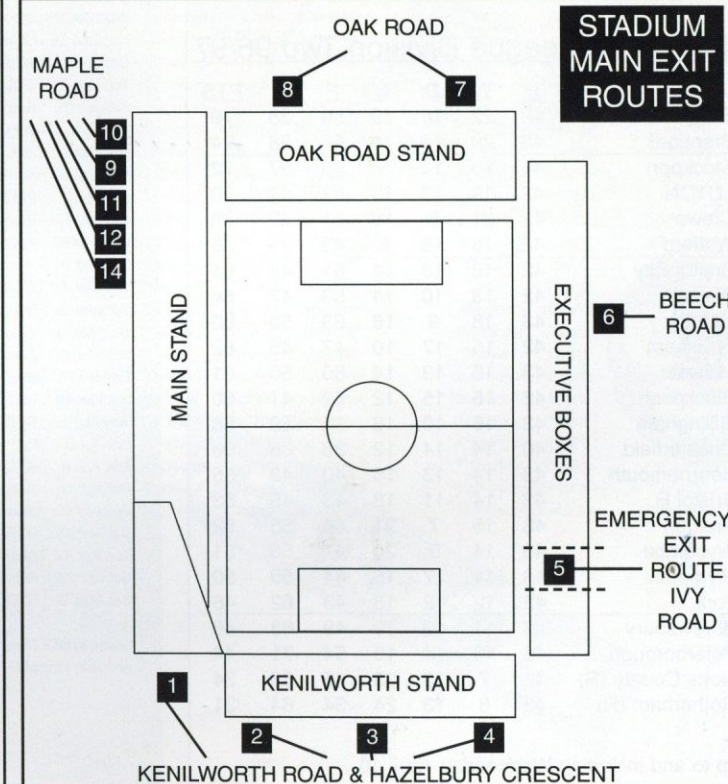 OAK ROAD
STADIUM
MAIN EXIT
ROUTES
MAPLE
ROAD
8
7
10
9
11
12
14
OAK ROAD STAND
MAIN STAND
EXECUTIVE BOXES
6
BEECH
ROAD
EMERGENCY
EXIT
ROUTE
IVY
ROAD
5
KENILWORTH STAND
1
2
3
4
KENILWORTH ROAD & HAZELBURY CRESCENT